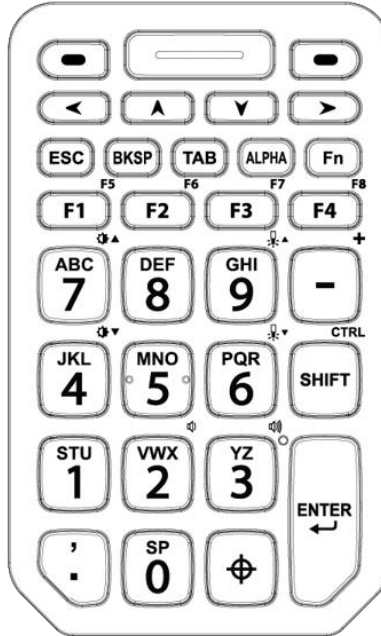 ESC BKSP TAB ALPHA Fn
F5 F6 F7 F8
F1 F2 F3 F4
+
ABC DEF GHI
7 8 9 -
CTRL
JKL MNO PQR
4 5 6 SHIFT
STU VWX YZ
1 2 3 ENTER
, SP
. 0